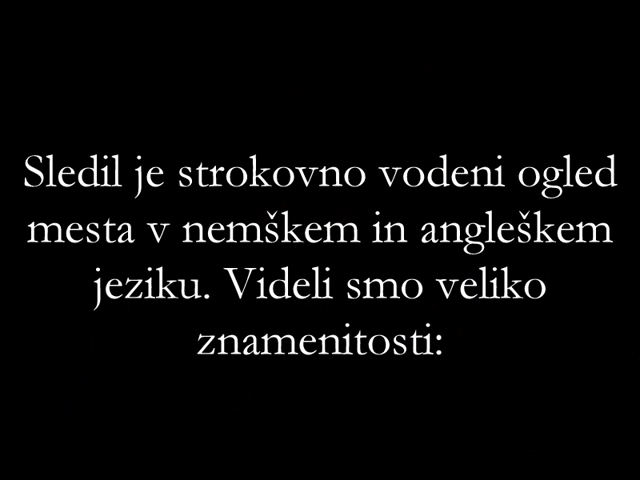 Sledil je strokovno vodeni ogled
mesta v nemškem in angleškem
jeziku. Videli smo veliko
znamenitosti: